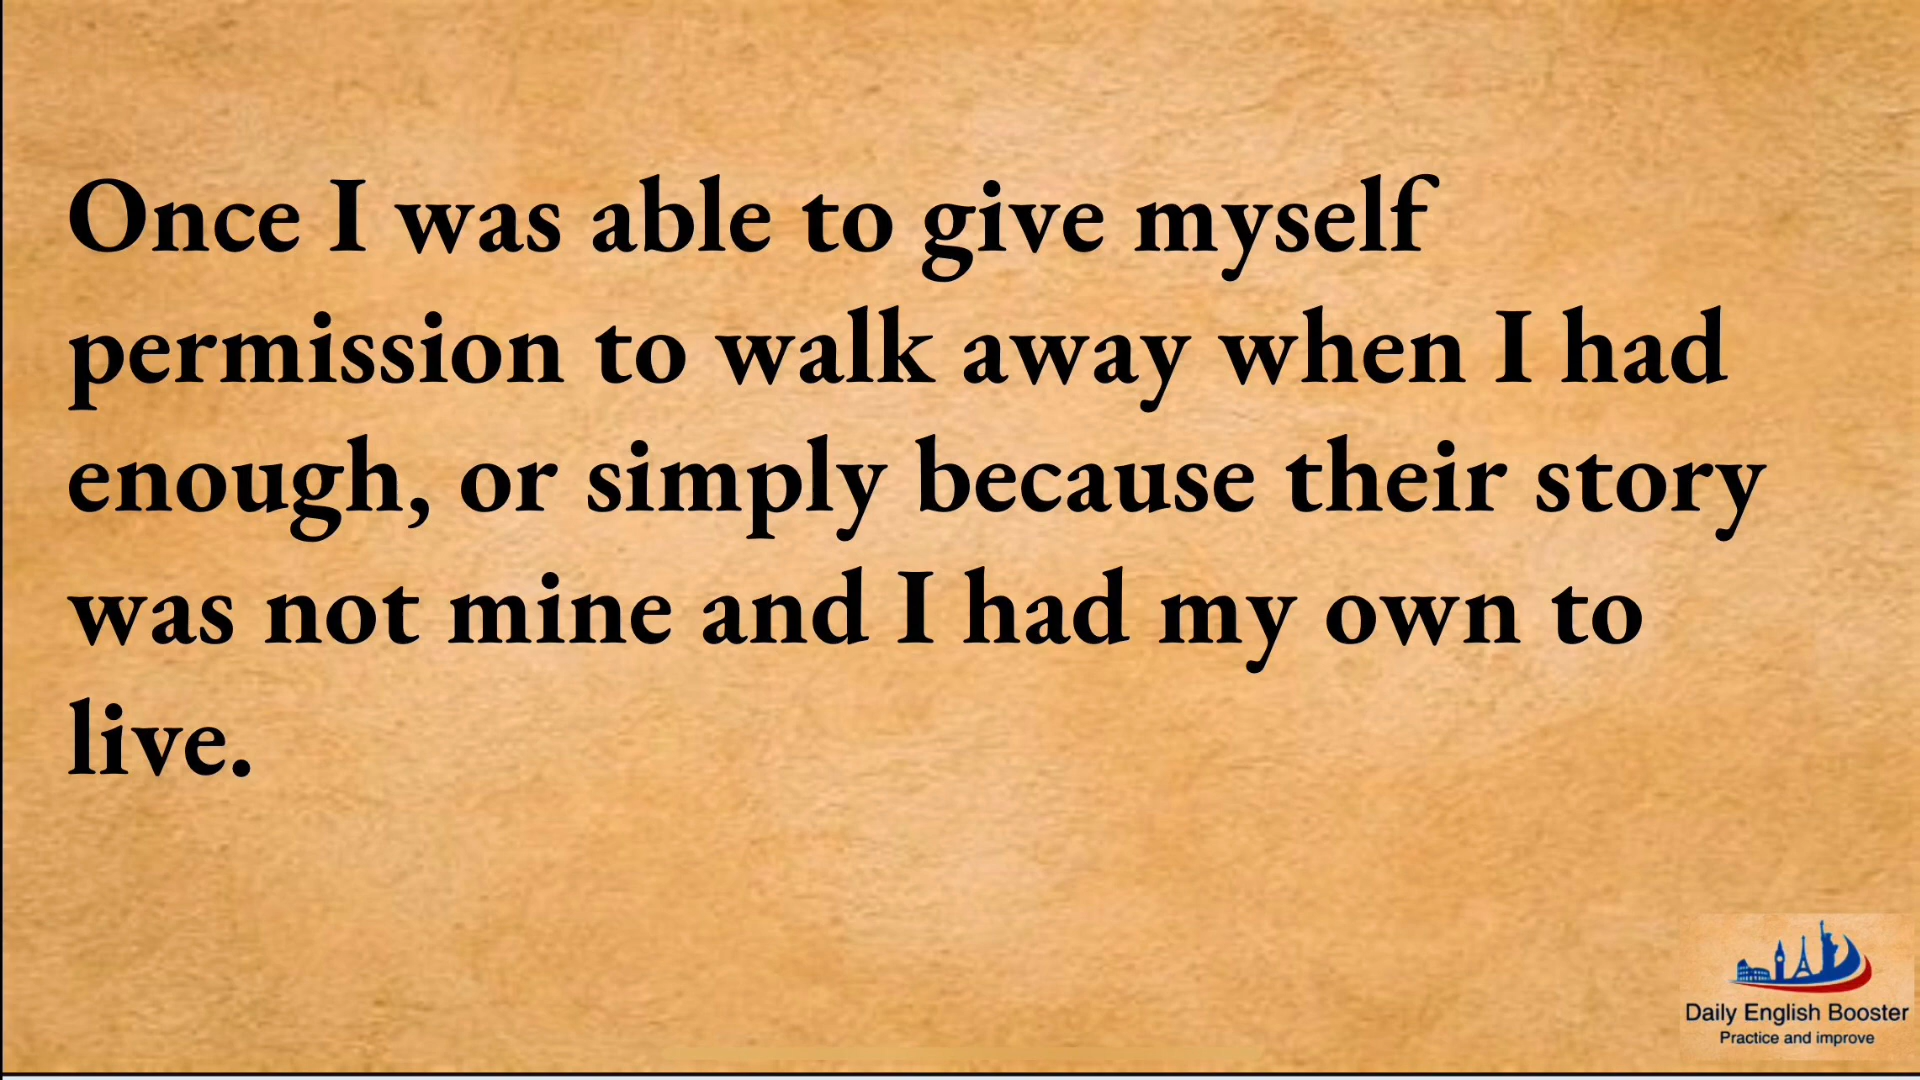 Once I was able to give myself
permission to walk away when I had
enough, or simply because their story
was not mine and I had my own to
live.
Daily English Booster
Practice and improve